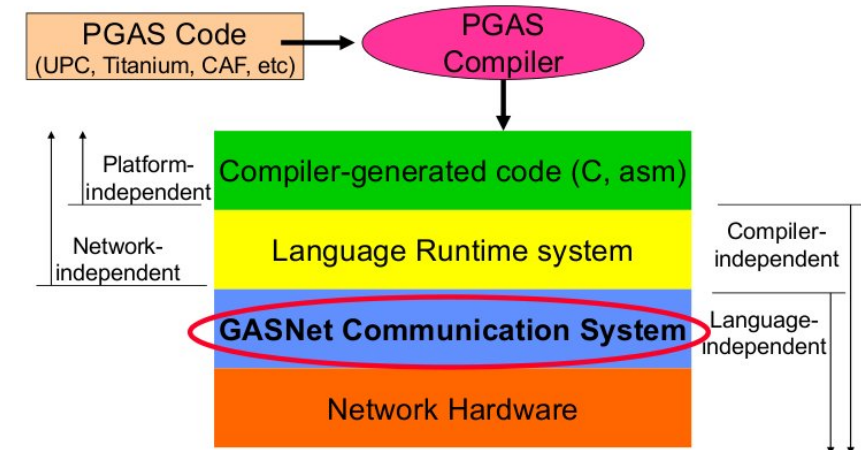 PGAS Code
(UPC, Titanium, CAF, etc)
PGAS
Compiler
Platform-
independent
Compiler-generated code (C, asm)
Network-
independent
Language Runtime system
Compiler-
independent
GASNet Communication System
Language-
independent
Network Hardware